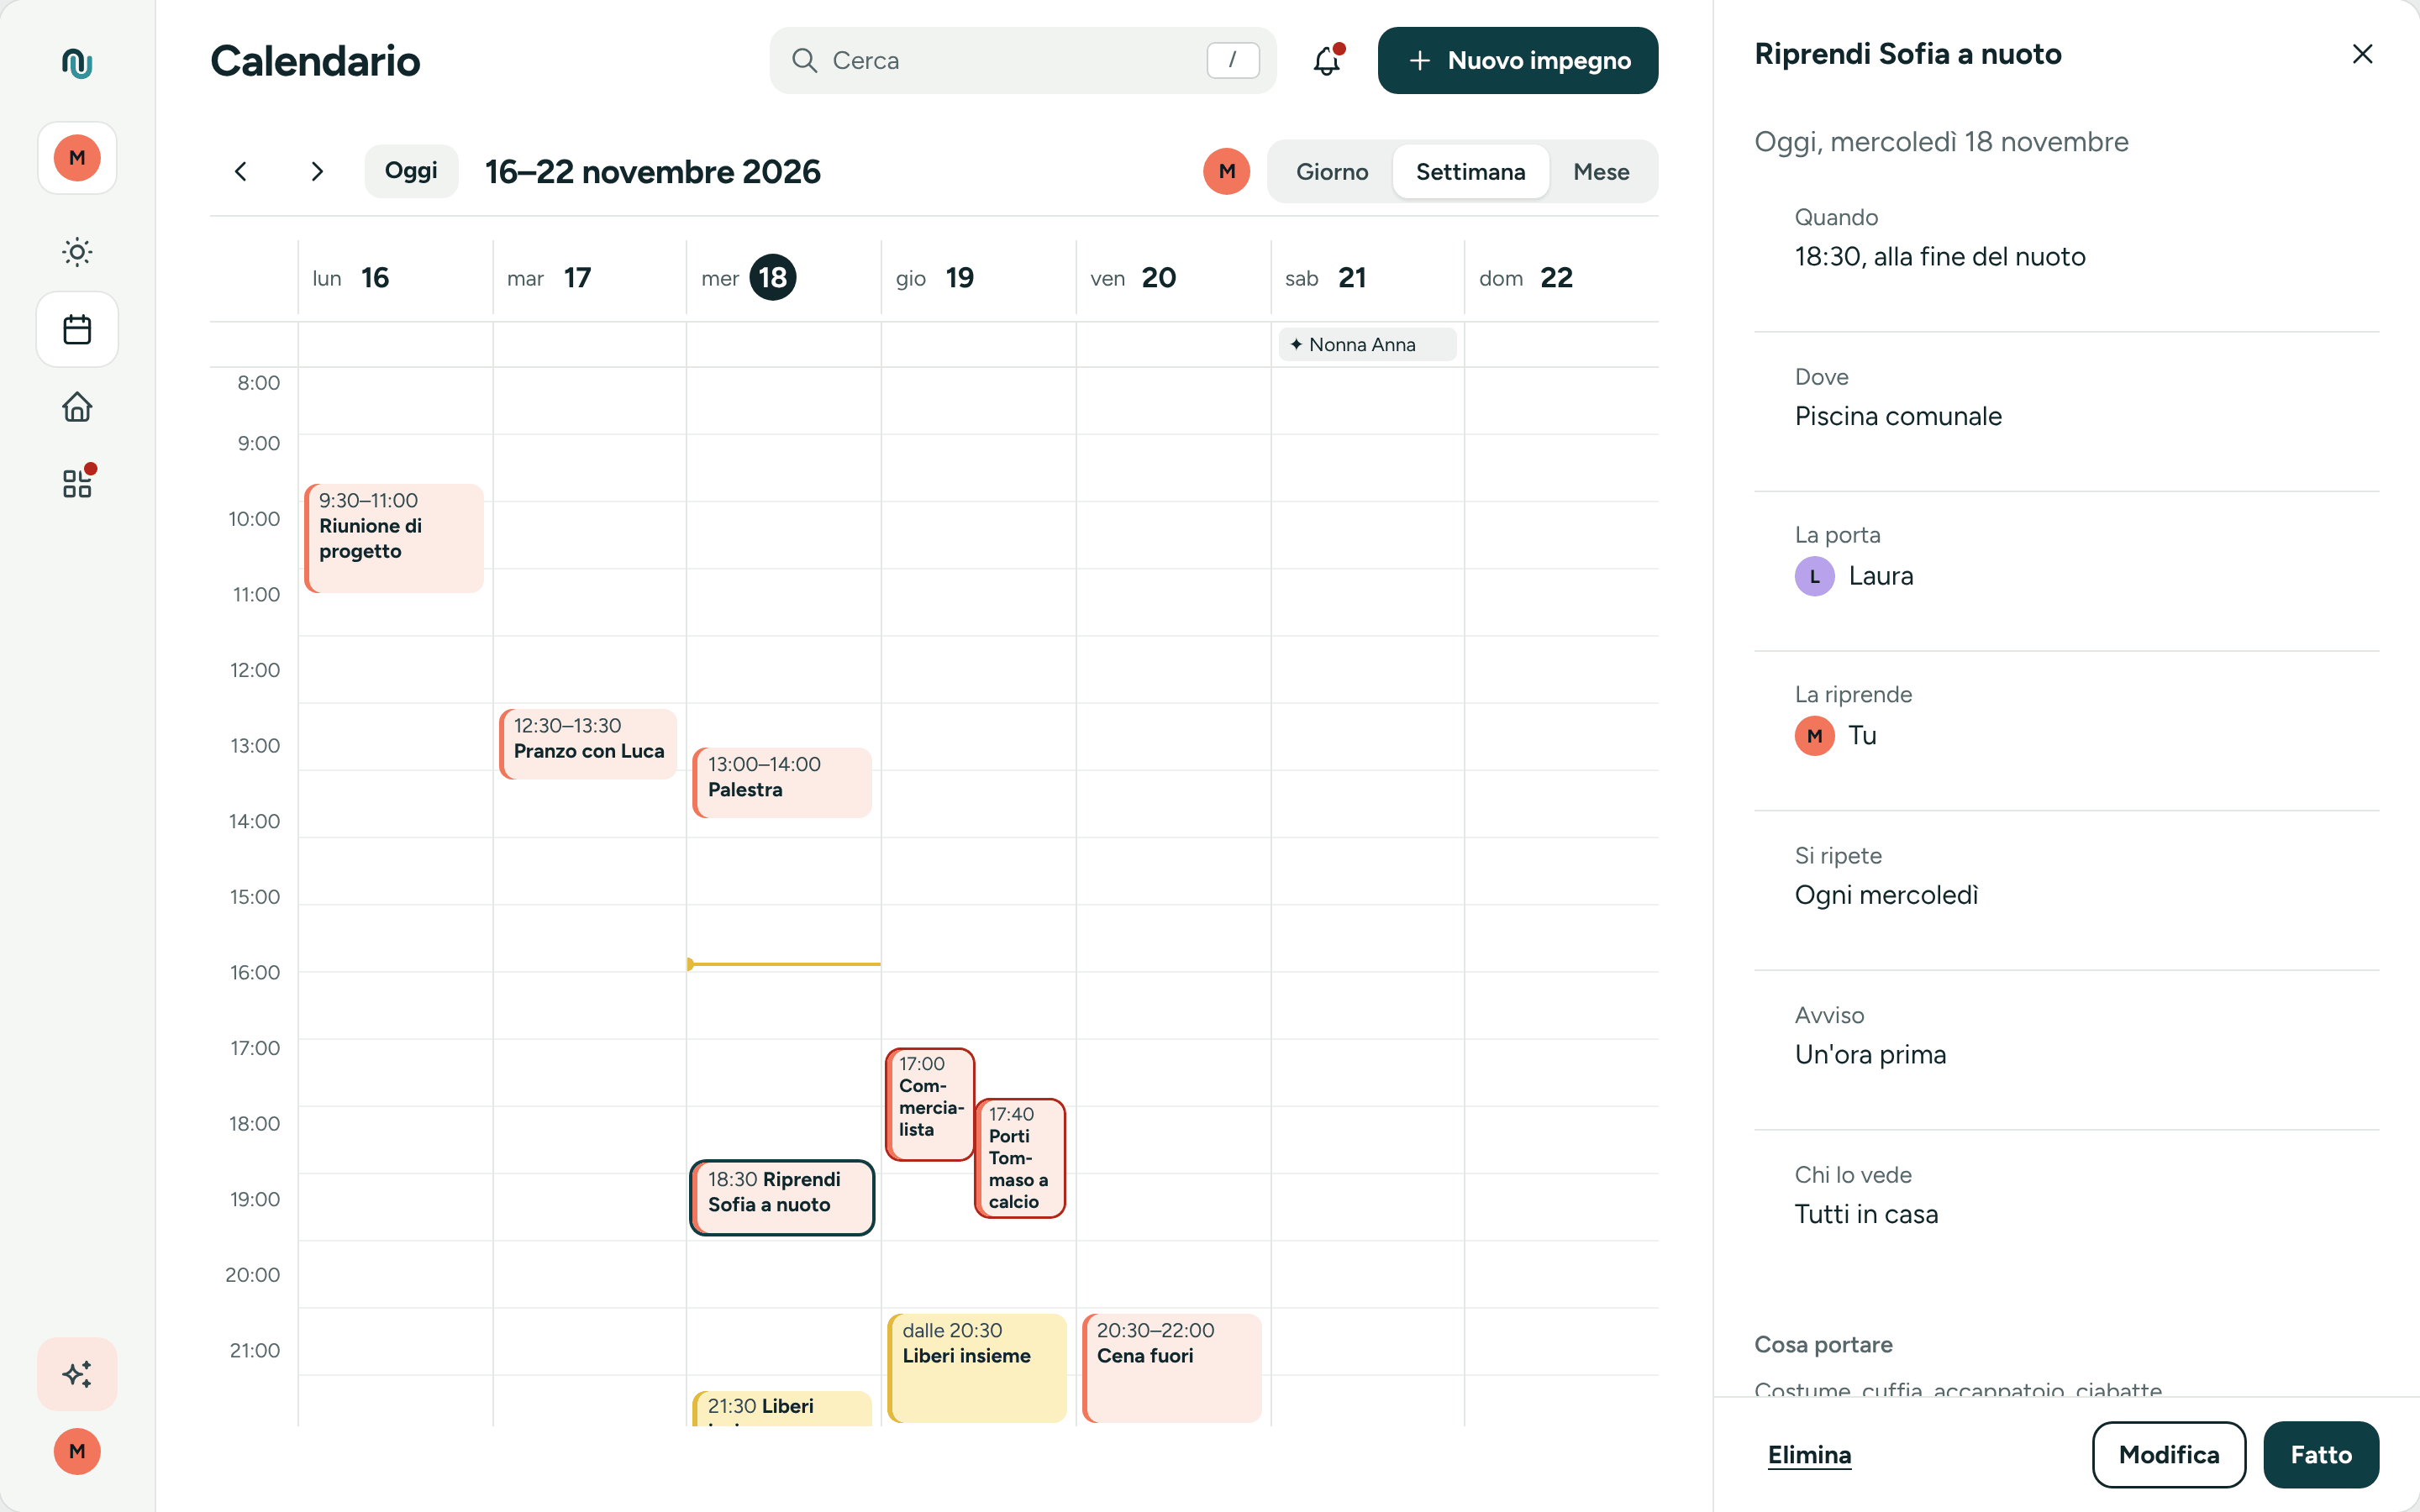 Calendario
Cerca
/
Nuovo impegno
M
Oggi
16–22 novembre 2026
M
Giorno
Settimana
Mese
lun 16
mar 17
mer 18
gio 19
ven 20
sab 21
dom 22
Nonna Anna
8:00
9:00
10:00
11:00
12:00
13:00
14:00
15:00
16:00
17:00
18:00
19:00
20:00
21:00
9:30–11:00
Riunione di
progetto
12:30–13:30
Pranzo con Luca
13:00–14:00
Palestra
18:30 Riprendi
Sofia a nuoto
21:30 Liberi
17:00
Com-
mercia-
lista
17:40
Porti
Tom-
maso a
calcio
dalle 20:30
Liberi insieme
20:30–22:00
Cena fuori
M
Riprendi Sofia a nuoto
Oggi, mercoledì 18 novembre
Quando
18:30, alla fine del nuoto
Dove
Piscina comunale
La porta
L Laura
La riprende
M Tu
Si ripete
Ogni mercoledì
Avviso
Un'ora prima
Chi lo vede
Tutti in casa
Cosa portare
Costume, cuffia, accappatoio, ciabatte
Elimina
Modifica
Fatto